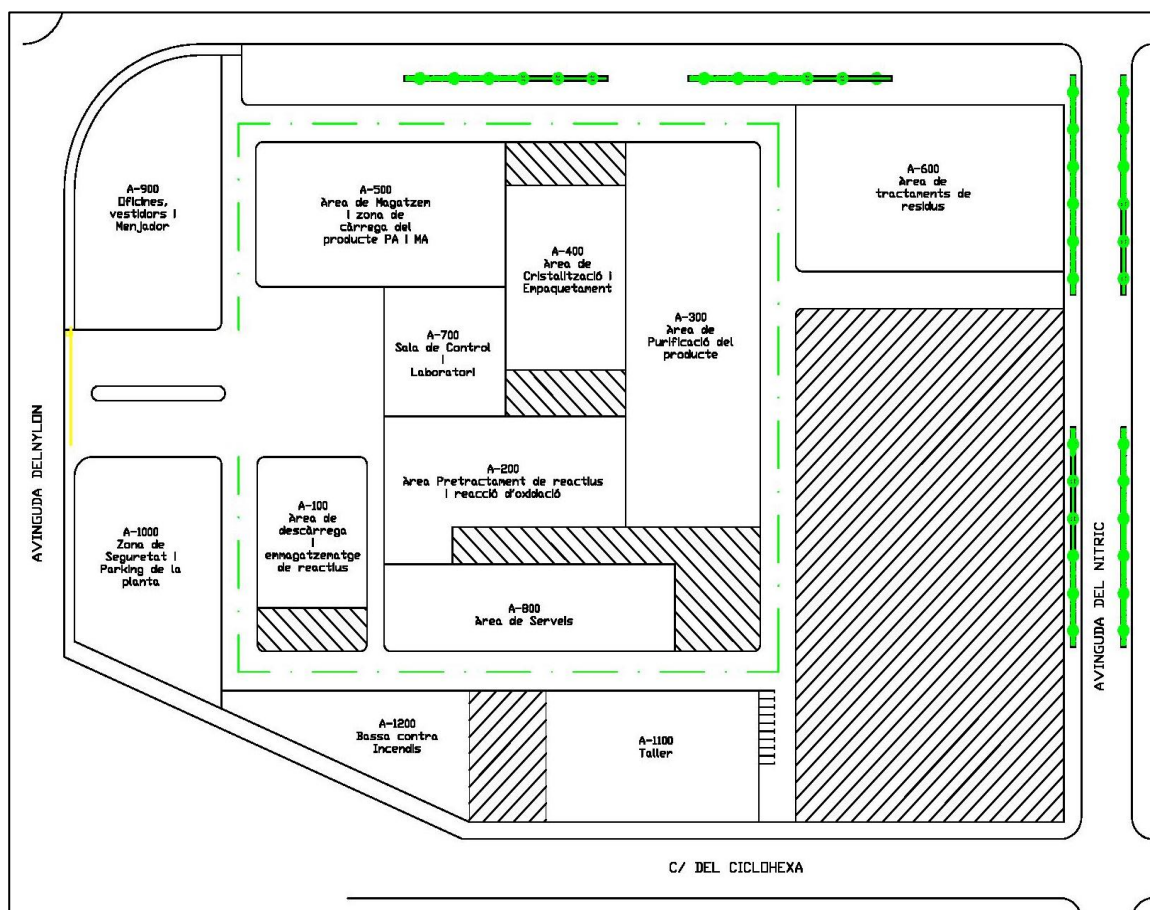 A-900
Oficines,
vestidors i
Menjador
A-500
Àrea de Magatzem
i zona de
càrrega del
producte PA i MA
A-400
Àrea de
Cristalització i
Empaquetament
A-600
Àrea de
tractaments de
residus
A-700
Sala de Control
i
Laboratori
A-300
Àrea de
Purificació del
producte
AVINGUDA DELNYLON
A-200
Àrea Pretractament de reactius
i reacció d'oxidació
A-100
Àrea de
descàrrega
i
emmagatzematge
de reactius
A-1000
Zona de
Seguretat i
Parking de la
planta
A-800
Àrea de Serveis
AVINGUDA DEL NITRIC
A-1200
Bassa contra
Incendis
A-1100
Taller
C/ DEL CICLOHEXA